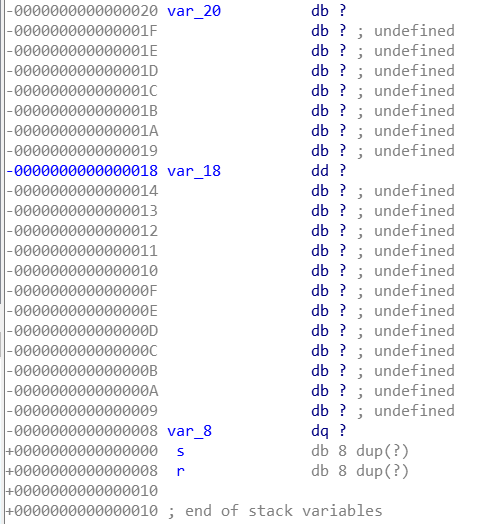 -0000000000000020 var_20 db ?
-000000000000001F db ? ; undefined
-000000000000001E db ? ; undefined
-000000000000001D db ? ; undefined
-000000000000001C db ? ; undefined
-000000000000001B db ? ; undefined
-000000000000001A db ? ; undefined
-0000000000000019 db ? ; undefined
-0000000000000018 var_18 dd ?
-0000000000000014 db ? ; undefined
-0000000000000013 db ? ; undefined
-0000000000000012 db ? ; undefined
-0000000000000011 db ? ; undefined
-0000000000000010 db ? ; undefined
-000000000000000F db ? ; undefined
-000000000000000E db ? ; undefined
-000000000000000D db ? ; undefined
-000000000000000C db ? ; undefined
-000000000000000B db ? ; undefined
-000000000000000A db ? ; undefined
-0000000000000009 db ? ; undefined
-0000000000000008 var_8 dq ?
+0000000000000000 s db 8 dup(?)
+0000000000000008 r db 8 dup(?)
+0000000000000010
+0000000000000010 ; end of stack variables